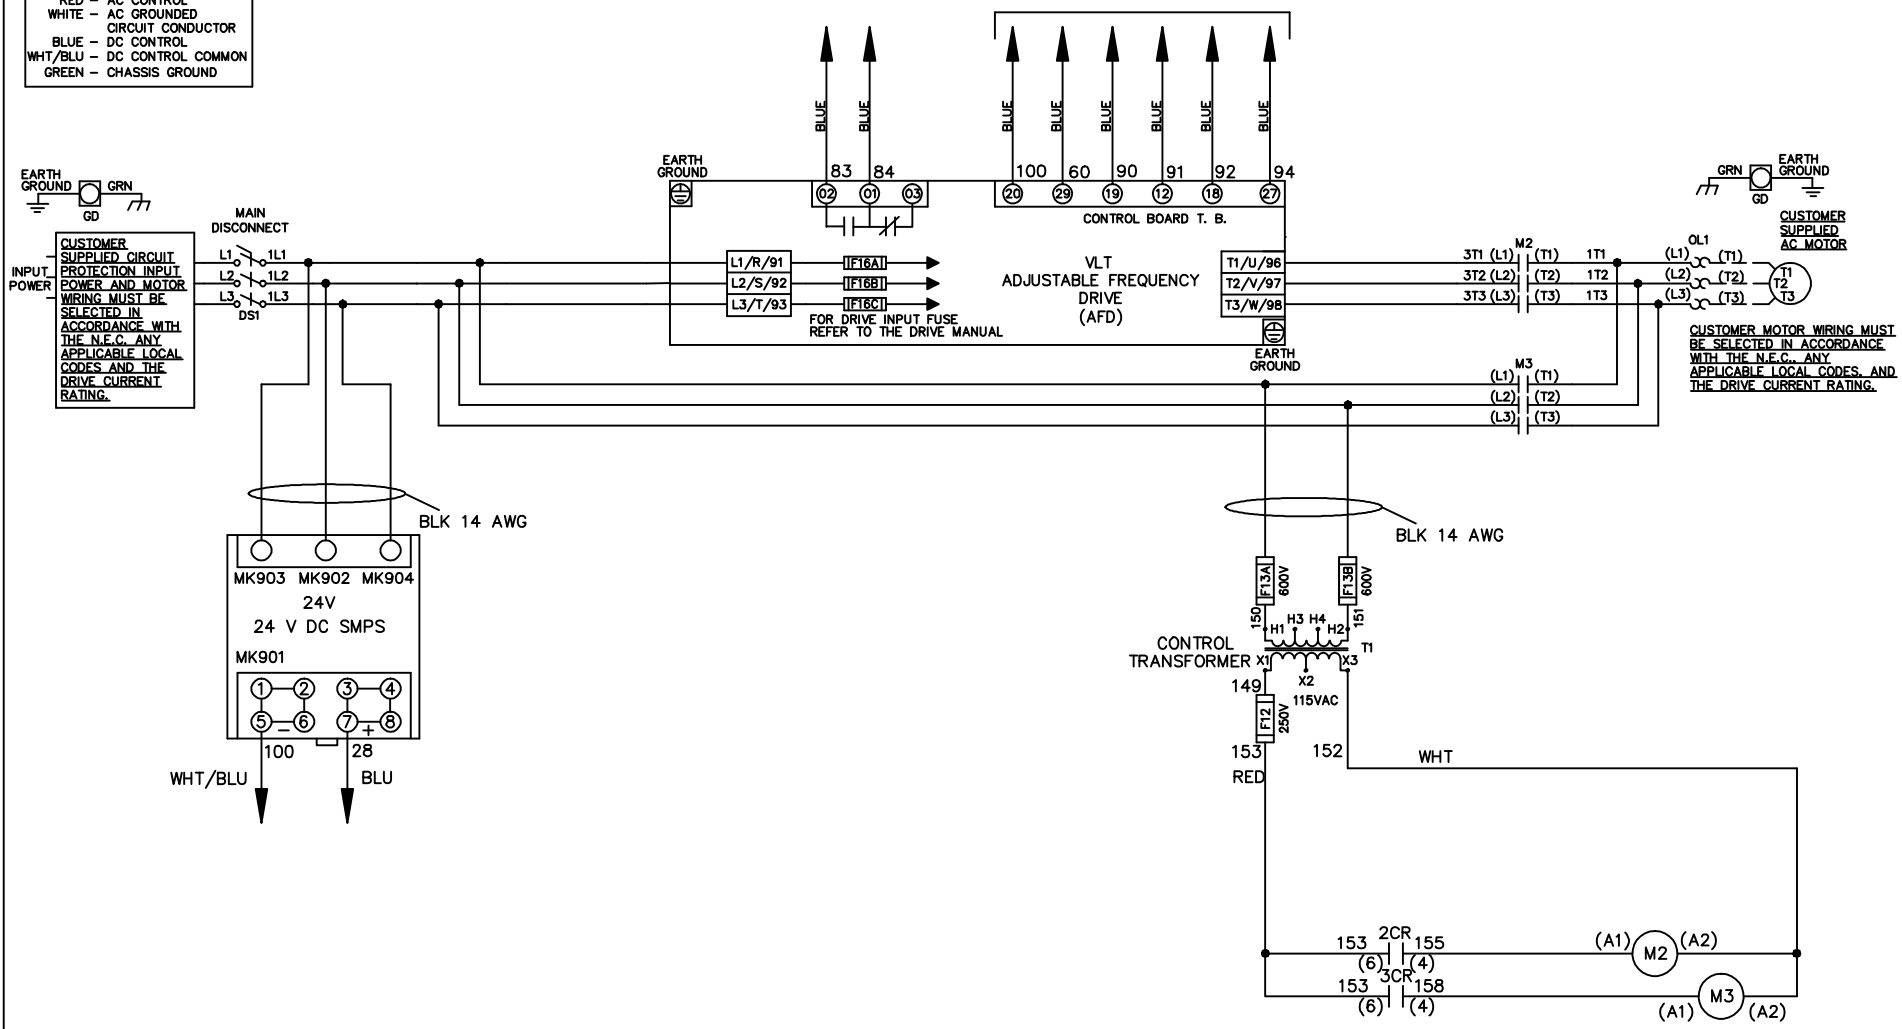 RED – AC CONTROL
WHITE – AC GROUNDED
CIRCUIT CONDUCTOR
BLUE – DC CONTROL
WHT/BLU – DC CONTROL COMMON
GREEN – CHASSIS GROUND
BLUE
BLUE
BLUE
BLUE
BLUE
BLUE
BLUE
BLUE
EARTH
GROUND
GRN
GD
MAIN
DISCONNECT
INPUT
POWER
CUSTOMER
SUPPLIED CIRCUIT
PROTECTION INPUT
POWER AND MOTOR
WIRING MUST BE
SELECTED IN
ACCORDANCE WITH
THE N.E.C. ANY
APPLICABLE LOCAL
CODES AND THE
DRIVE CURRENT
RATING.
L1 1L1
L2 1L2
L3 1L3
DS1
EARTH
GROUND
83 84
02 01 03
100 60 90 91 92 94
20 29 19 12 18 27
CONTROL BOARD T. B.
L1/R/91 F16A
L2/S/92 F16B
L3/T/93 F16C
FOR DRIVE INPUT FUSE
REFER TO THE DRIVE MANUAL
VLT
ADJUSTABLE FREQUENCY
DRIVE
(AFD)
T1/U/96
T2/V/97
T3/W/98
EARTH
GROUND
M2
3T1 (L1) (T1) 1T1
3T2 (L2) (T2) 1T2
3T3 (L3) (T3) 1T3
M3
(L1) (T1)
(L2) (T2)
(L3) (T3)
GRN
EARTH
GROUND
GD
CUSTOMER
SUPPLIED
AC MOTOR
OL1
(L1) (T1)
(L2) (T2)
(L3) (T3)
T1
T2
T3
CUSTOMER MOTOR WIRING MUST
BE SELECTED IN ACCORDANCE
WITH THE N.E.C., ANY
APPLICABLE LOCAL CODES, AND
THE DRIVE CURRENT RATING.
BLK 14 AWG
MK903 MK902 MK904
24V
24 V DC SMPS
MK901
1 2 3 4
5 6 7 8
– +
100 28
WHT/BLU BLU
BLK 14 AWG
F13A 600V F13B 600V
150 151
H1 H3 H4 H2
T1
CONTROL
TRANSFORMER
X1 X3
X2
149
115VAC
F12 250V
153 152
RED
WHT
2CR
153 155
(6) (4)
(A1) M2 (A2)
3CR
153 158
(6) (4)
(A1) M3 (A2)